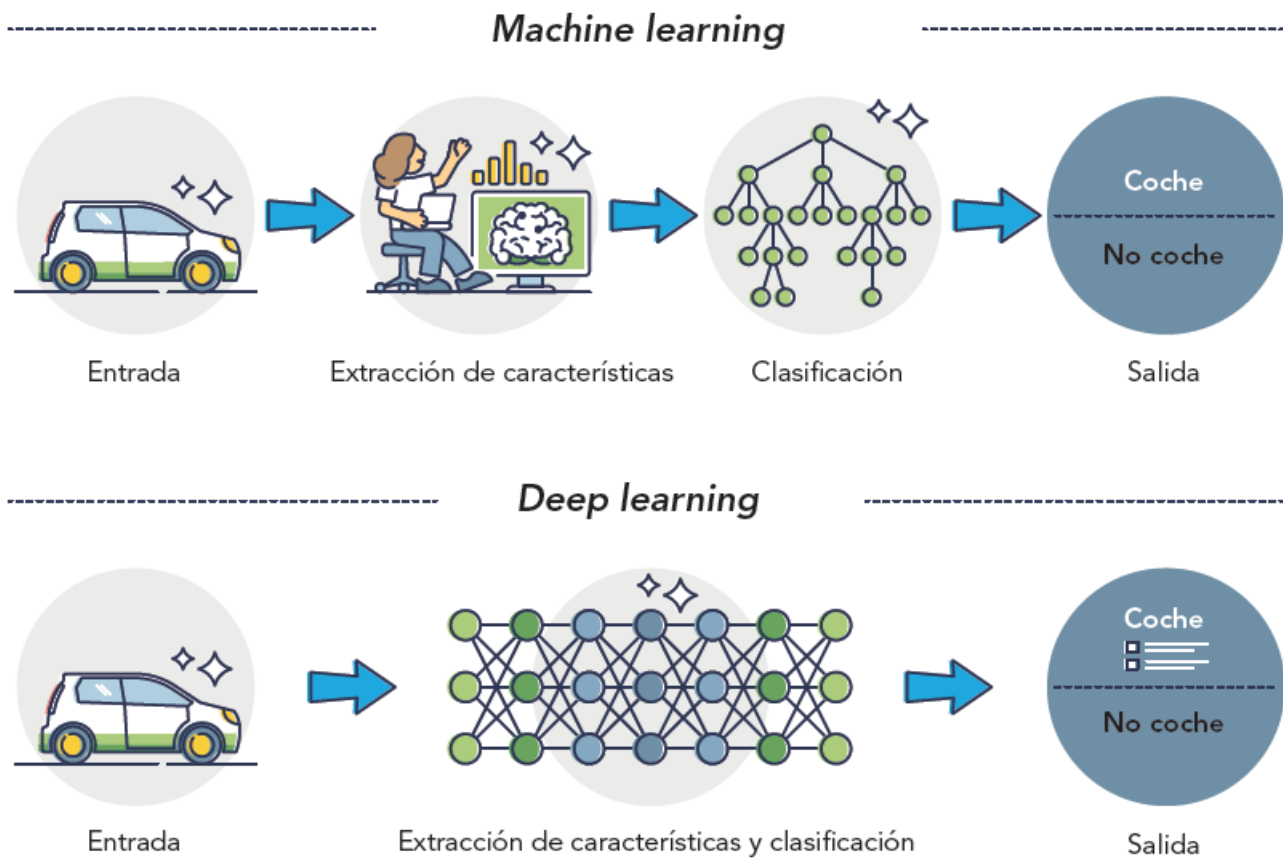 Machine learning
Coche
No coche
Entrada
Extracción de características
Clasificación
Salida
Deep learning
Coche
No coche
Entrada
Extracción de características y clasificación
Salida